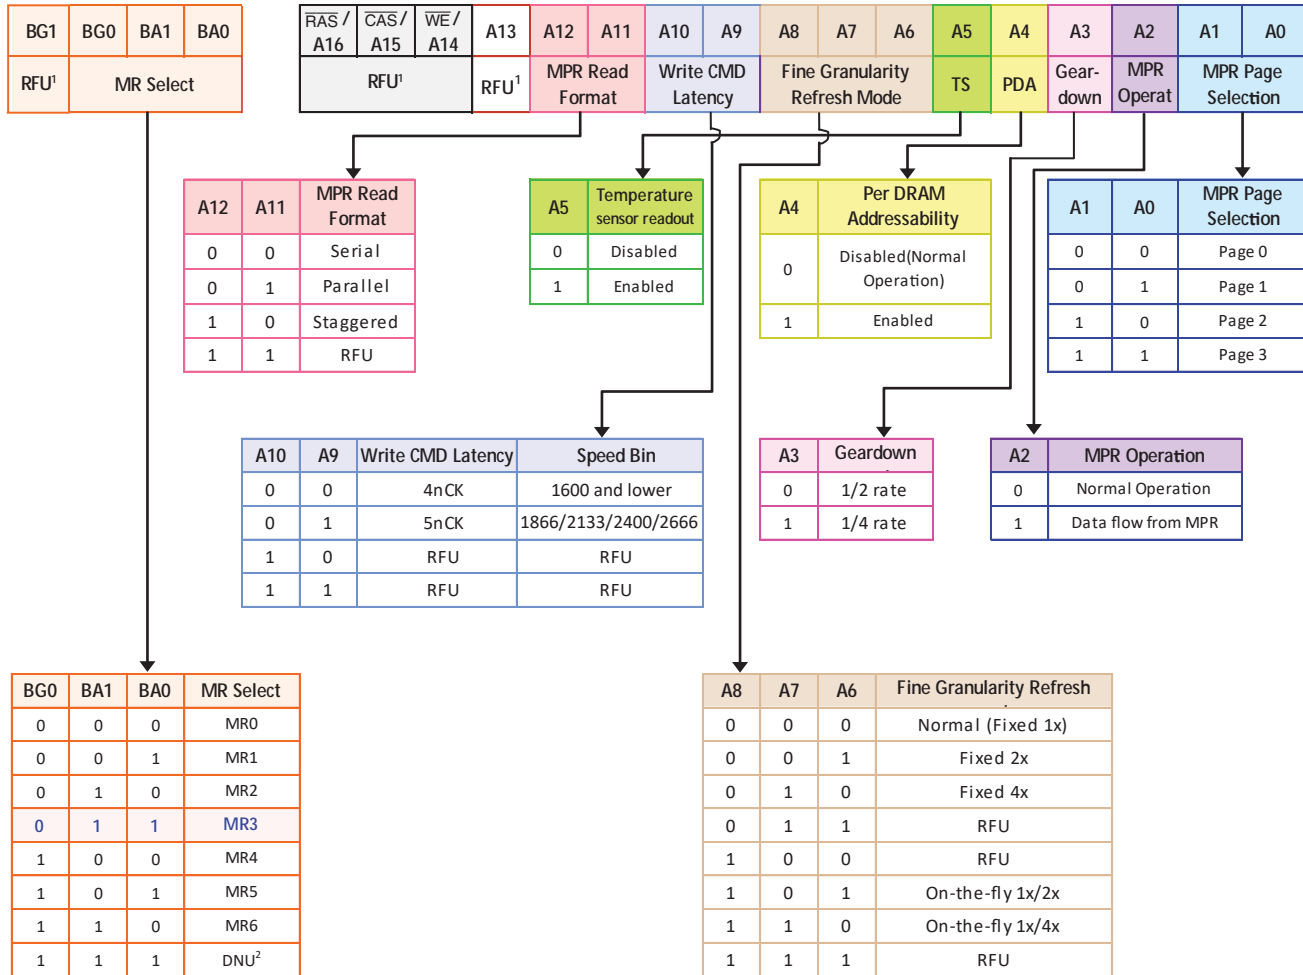 BG1 BG0 BA1 BA0 RAS / A16 CAS / A15 WE / A14 A13 A12 A11 A10 A9 A8 A7 A6 A5 A4 A3 A2 A1 A0
RFU1 MR Select RFU1 RFU1 MPR Read Format Write CMD Latency Fine Granularity Refresh Mode TS PDA Gear-down MPR Operat MPR Page Selection
A12 A11 MPR Read Format
0 0 Serial
0 1 Parallel
1 0 Staggered
1 1 RFU
A5 Temperature sensor readout
0 Disabled
1 Enabled
A4 Per DRAM Addressability
0 Disabled(Normal Operation)
1 Enabled
A1 A0 MPR Page Selection
0 0 Page 0
0 1 Page 1
1 0 Page 2
1 1 Page 3
A10 A9 Write CMD Latency Speed Bin
0 0 4nCK 1600 and lower
0 1 5nCK 1866/2133/2400/2666
1 0 RFU RFU
1 1 RFU RFU
A3 Geardown
0 1/2 rate
1 1/4 rate
A2 MPR Operation
0 Normal Operation
1 Data flow from MPR
BG0 BA1 BA0 MR Select
0 0 0 MR0
0 0 1 MR1
0 1 0 MR2
0 1 1 MR3
1 0 0 MR4
1 0 1 MR5
1 1 0 MR6
1 1 1 DNU2
A8 A7 A6 Fine Granularity Refresh
0 0 0 Normal (Fixed 1x)
0 0 1 Fixed 2x
0 1 0 Fixed 4x
0 1 1 RFU
1 0 0 RFU
1 0 1 On-the-fly 1x/2x
1 1 0 On-the-fly 1x/4x
1 1 1 RFU